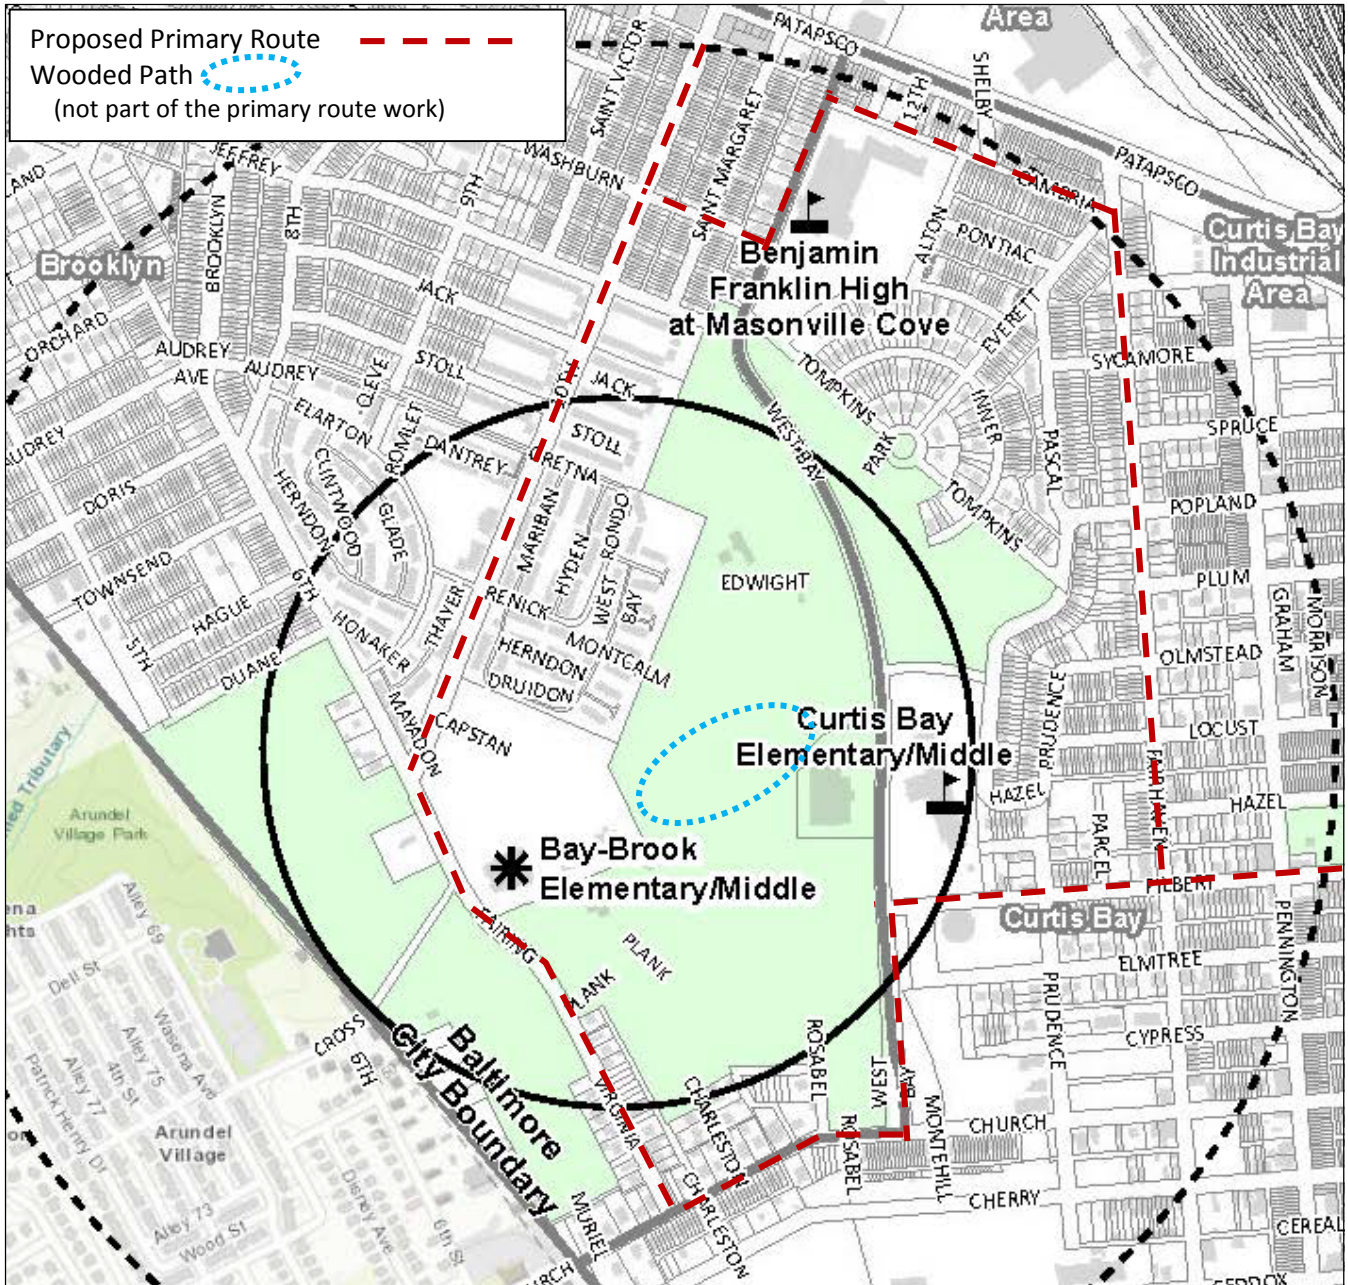 Proposed Primary Route
Wooded Path
(not part of the primary route work)
Area
PATAPSCO
SAINT VICTOR
12TH
SHELBY
SAINT MARGARET
WASHBURN
JEFFREY
9TH
PATAPSCO
CAMBRIA
BROOKLYN
8TH
ALTON
PONTIAC
Brooklyn
Curtis Bay
Industrial
Area
Benjamin
Franklin High
at Masonville Cove
JACK
EVERETT
ORCHARD
AUDREY
AVE
AUDREY
STOLL
CLEVE
10TH
JACK
TOMPKINS
SYCAMORE
ELARTON
ROMLET
DANTREY
STOLL
GRETNA
WEST BAY
PARK
INNER
PASCAL
SPRUCE
AUDREY
DORIS
HERNDON
CLINTWOOD
GLADE
MARIBAN
HYDEN
RONDO
WEST
BAY
TOMPKINS
POPLAND
TOWNSEND
HAGUE
6TH
EDWIGHT
PLUM
GRAHAM
MORRISON
5TH
DUANE
HONAKER
THAVER
RENICK
MONTCALM
HERNDON
DRUIDON
OLMSTEAD
PRUDENCE
MAYADON
CAPSTAN
Curtis Bay
Elementary/Middle
LOCUST
FAIRHAVEN
HAZEL
HAZEL
PARCEL
Arundel
Village Park
Bay-Brook
Elementary/Middle
FILBERT
Curtis Bay
FAIRING
PLANK
PLANK
ELMTREE
PENNINGTON
PRUDENCE
CYPRESS
Alley 69
Dell St
Wasena Ave
Alley 75
4th St
Alley 77
Patrick Henry Dr
CROSS
6TH
Baltimore
City Boundary
ROSABEL
WEST
BAY
MONTEHILL
VIRGINIA
CHARLESTON
CHURCH
ROSABEL
CHERRY
CHARLESTON
MURIEL
Arundel
Village
Disney Ave
6th St
Alley 73
Wood St
CEREAL